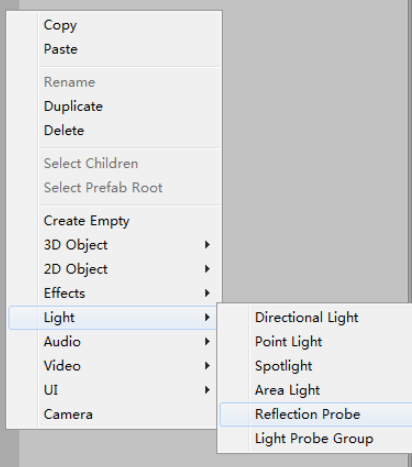 Copy
Paste
Rename
Duplicate
Delete
Select Children
Select Prefab Root
Create Empty
3D Object
2D Object
Effects
Light
Audio
Video
UI
Camera
Directional Light
Point Light
Spotlight
Area Light
Reflection Probe
Light Probe Group